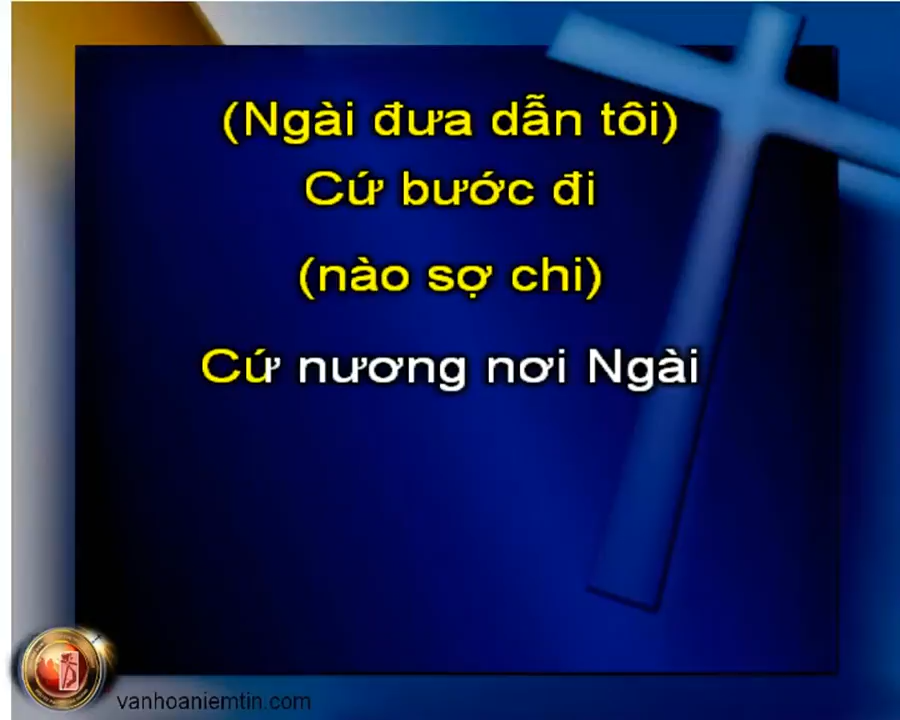 (Ngài đưa dẫn tôi)
Cứ bước đi
(nào sợ chi)
Cứ nương nơi Ngài
vanhoaniemtin.com